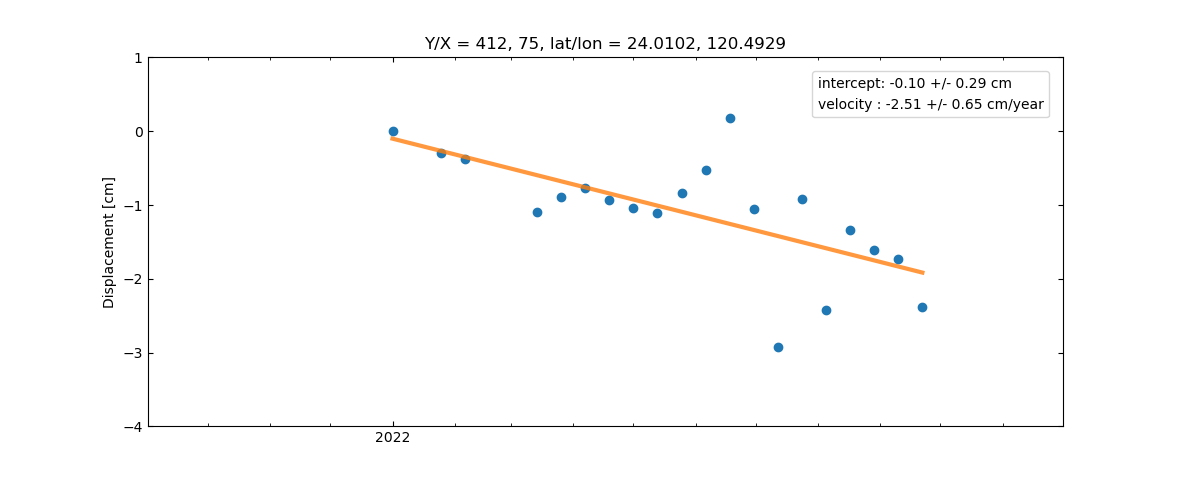 Y/X = 412, 75, lat/lon = 24.0102, 120.4929
intercept: -0.10 +/- 0.29 cm
velocity : -2.51 +/- 0.65 cm/year
Displacement [cm]
1
0
−1
−2
−3
−4
2022